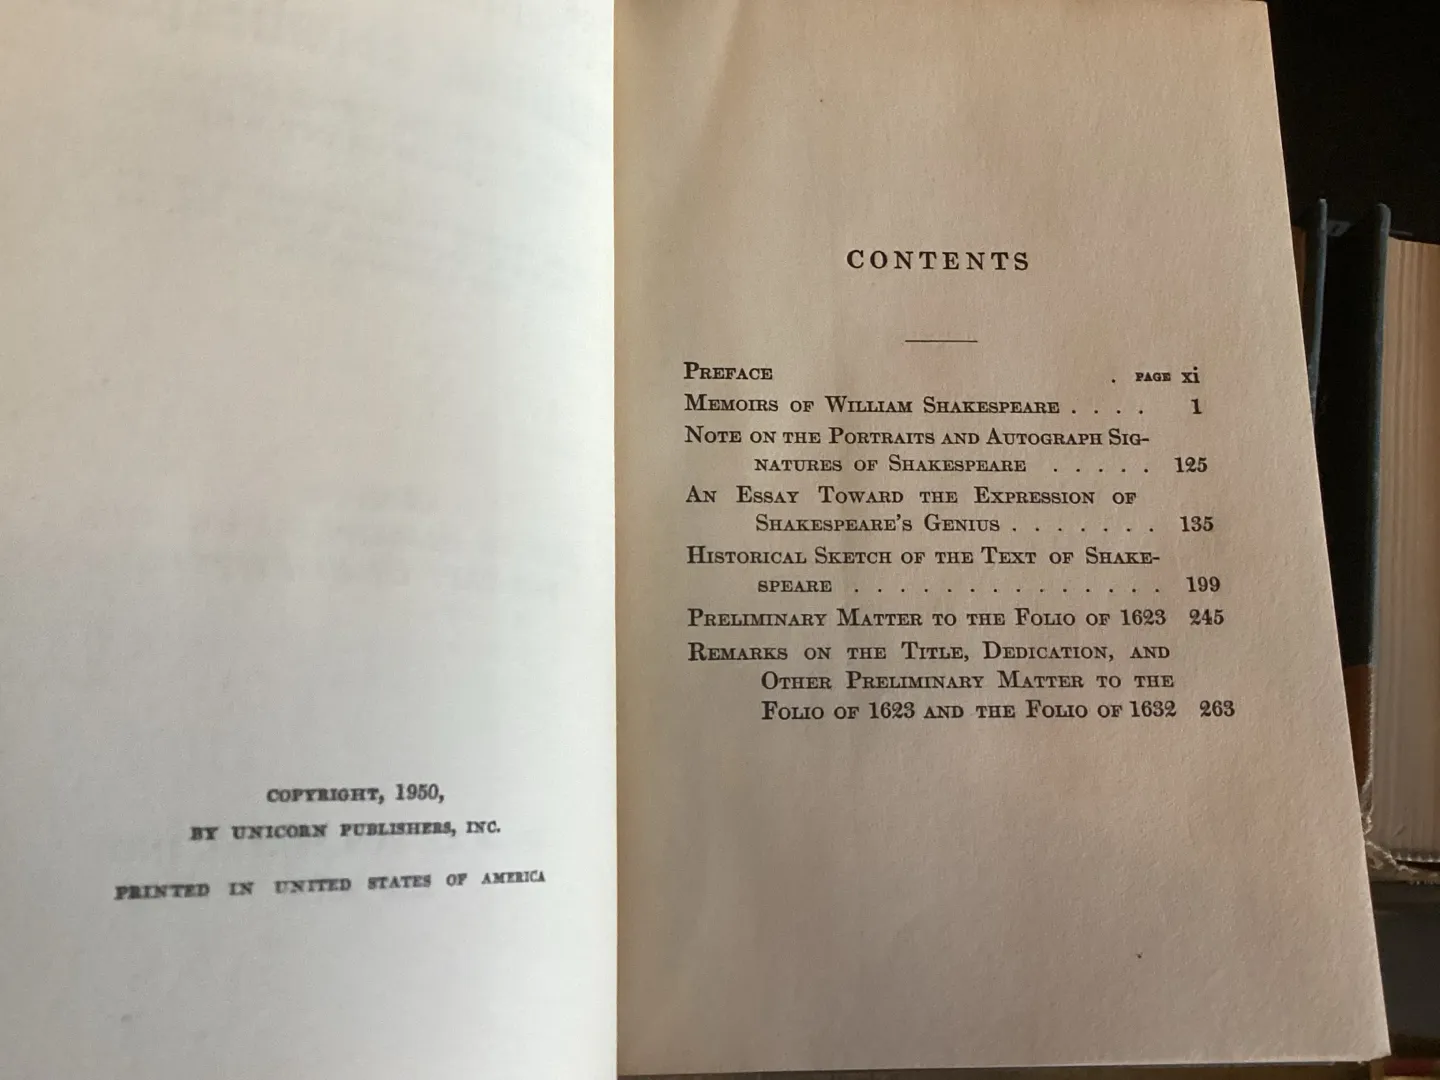 COPYRIGHT, 1950,
BY UNICORN PUBLISHERS, INC.
PRINTED IN UNITED STATES OF AMERICA
CONTENTS
PREFACE . PAGE xi
MEMOIRS OF WILLIAM SHAKESPEARE . . . . 1
NOTE ON THE PORTRAITS AND AUTOGRAPH SIG-
NATURES OF SHAKESPEARE . . . . . 125
AN ESSAY TOWARD THE EXPRESSION OF
SHAKESPEARE'S GENIUS . . . . . . . 135
HISTORICAL SKETCH OF THE TEXT OF SHAKE-
SPEARE . . . . . . . . . . . . . . 199
PRELIMINARY MATTER TO THE FOLIO OF 1623 245
REMARKS ON THE TITLE, DEDICATION, AND
OTHER PRELIMINARY MATTER TO THE
FOLIO OF 1623 AND THE FOLIO OF 1632 263